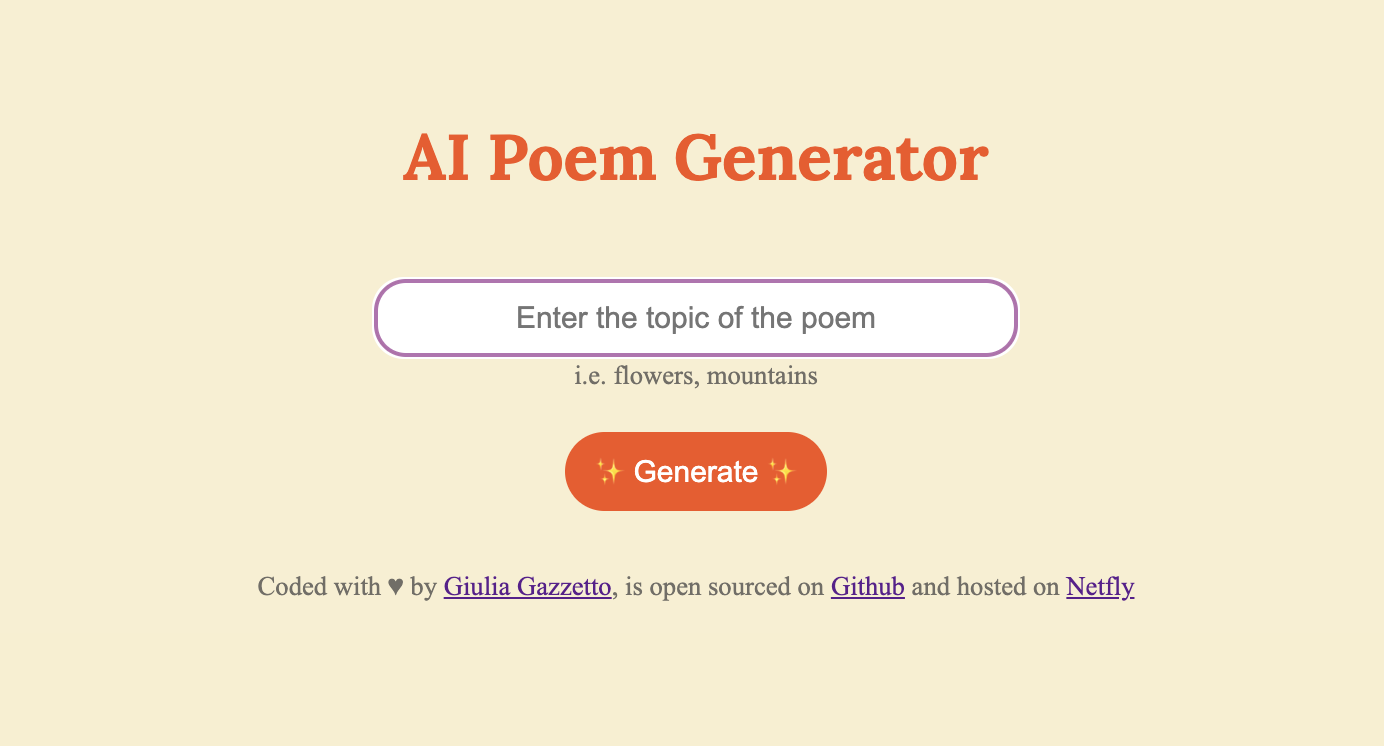 AI Poem Generator
Enter the topic of the poem
i.e. flowers, mountains
✨ Generate ✨
Coded with ♥ by Giulia Gazzetto, is open sourced on Github and hosted on Netfly